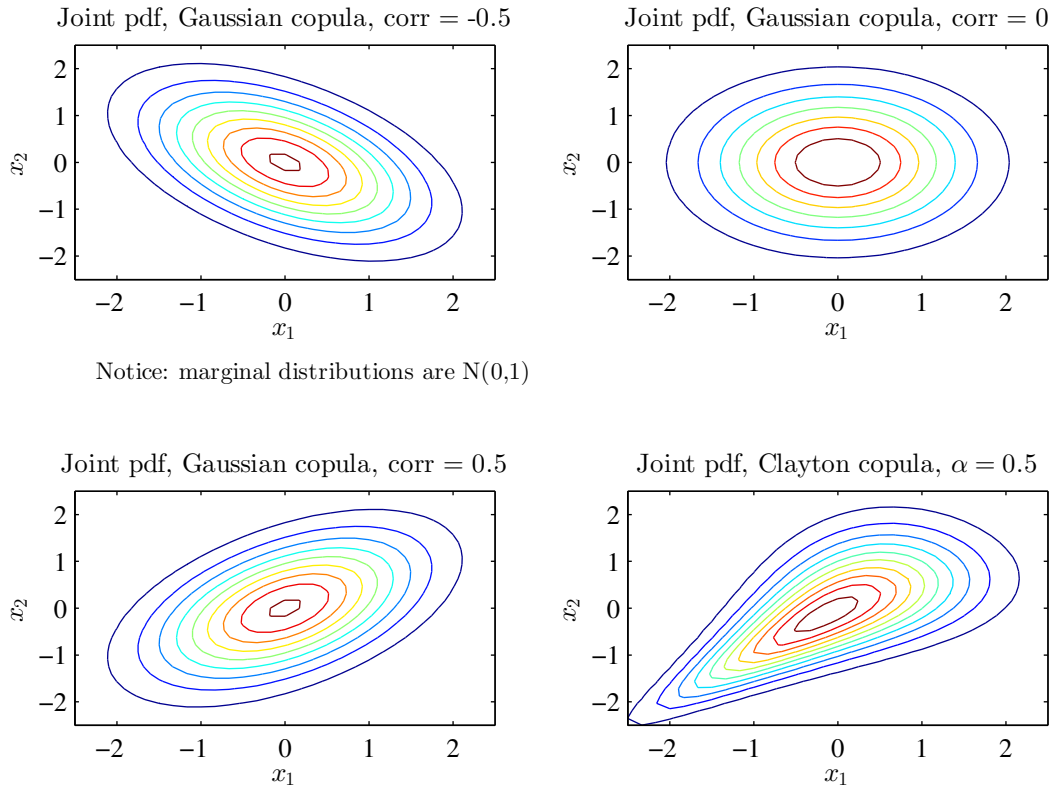 Joint pdf, Gaussian copula, corr = -0.5
2
1
0
−1
−2
x₂
−2 −1 0 1 2
x₁
Joint pdf, Gaussian copula, corr = 0
2
1
0
−1
−2
x₂
−2 −1 0 1 2
x₁
Notice: marginal distributions are N(0,1)
Joint pdf, Gaussian copula, corr = 0.5
2
1
0
−1
−2
x₂
−2 −1 0 1 2
x₁
Joint pdf, Clayton copula, α = 0.5
2
1
0
−1
−2
x₂
−2 −1 0 1 2
x₁